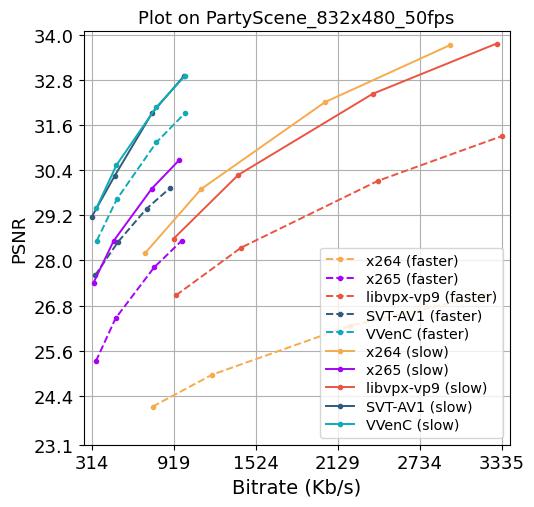 Plot on PartyScene_832x480_50fps
34.0
32.8
31.6
30.4
29.2
28.0
26.8
25.6
24.4
23.1
PSNR
x264 (faster)
x265 (faster)
libvpx-vp9 (faster)
SVT-AV1 (faster)
VVenC (faster)
x264 (slow)
x265 (slow)
libvpx-vp9 (slow)
SVT-AV1 (slow)
VVenC (slow)
314 919 1524 2129 2734 3335
Bitrate (Kb/s)